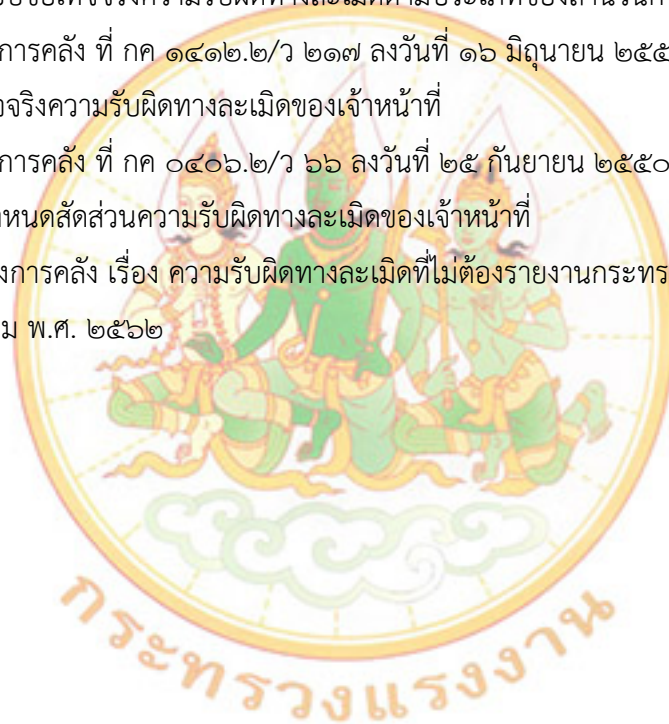 การคลัง ที่ กค ๑๔๑๒.๒/ว ๒๑๗ ลงวันที่ ๑๖ มิถุนายน ๒๕๕
จริงความรับผิดทางละเมิดของเจ้าหน้าที่
การคลัง ที่ กค ๐๔๐๖.๒/ว ๖๖ ลงวันที่ ๒๕ กันยายน ๒๕๕๐
หนดสัดส่วนความรับผิดทางละเมิดของเจ้าหน้าที่
งการคลัง เรื่อง ความรับผิดทางละเมิดที่ไม่ต้องรายงานกระทร
ม พ.ศ. ๒๕๖๒
กระทรวงแรงงาน